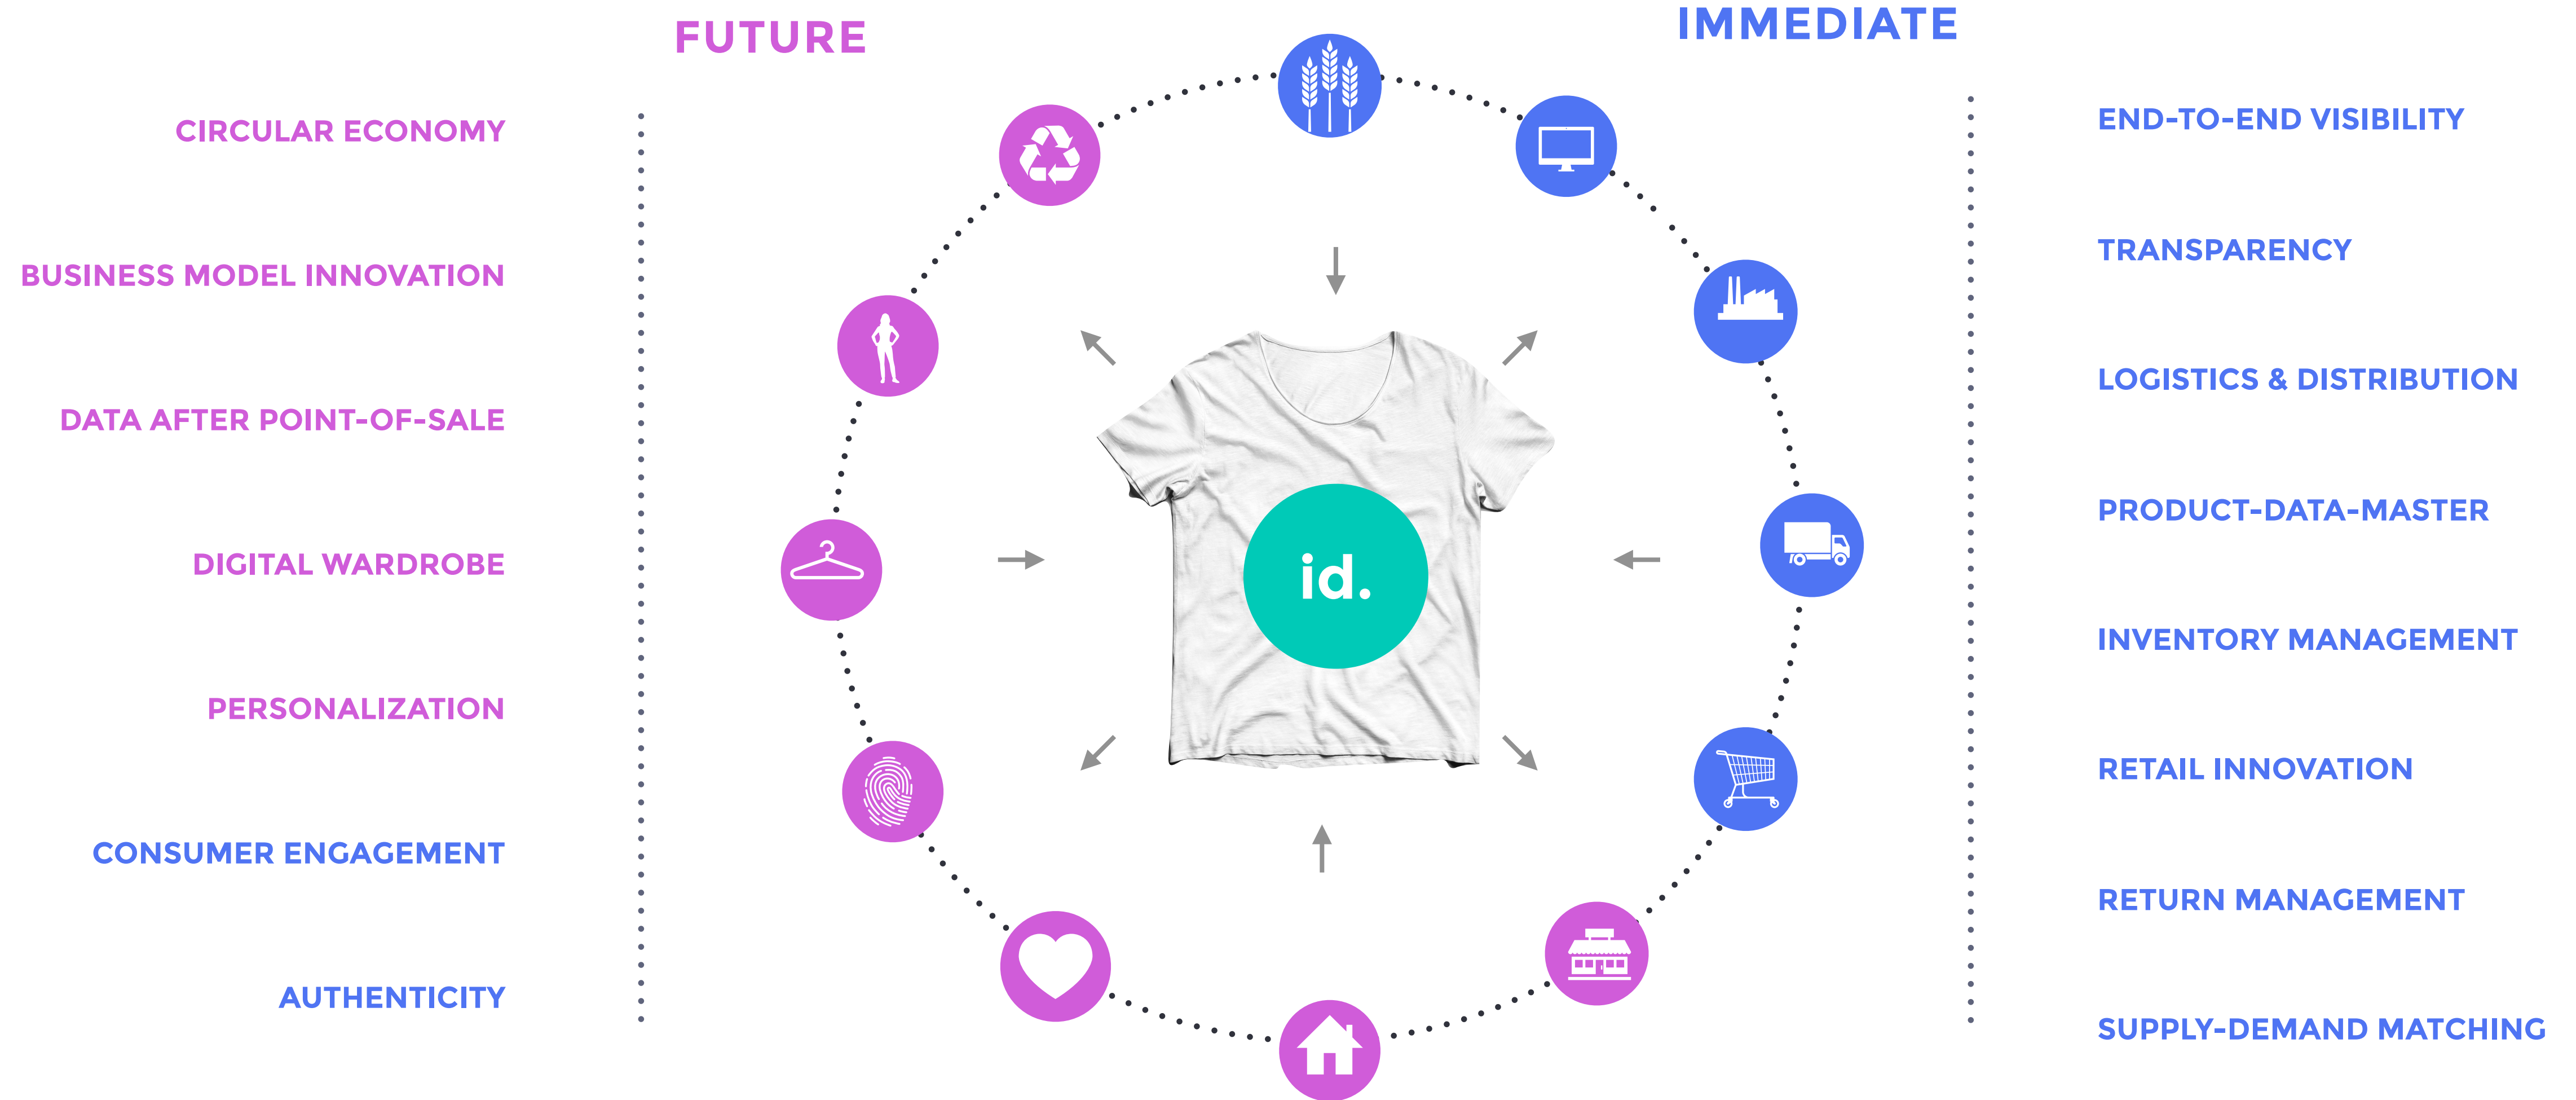 FUTURE
IMMEDIATE
CIRCULAR ECONOMY
BUSINESS MODEL INNOVATION
DATA AFTER POINT-OF-SALE
DIGITAL WARDROBE
PERSONALIZATION
CONSUMER ENGAGEMENT
AUTHENTICITY
id.
END-TO-END VISIBILITY
TRANSPARENCY
LOGISTICS & DISTRIBUTION
PRODUCT-DATA-MASTER
INVENTORY MANAGEMENT
RETAIL INNOVATION
RETURN MANAGEMENT
SUPPLY-DEMAND MATCHING